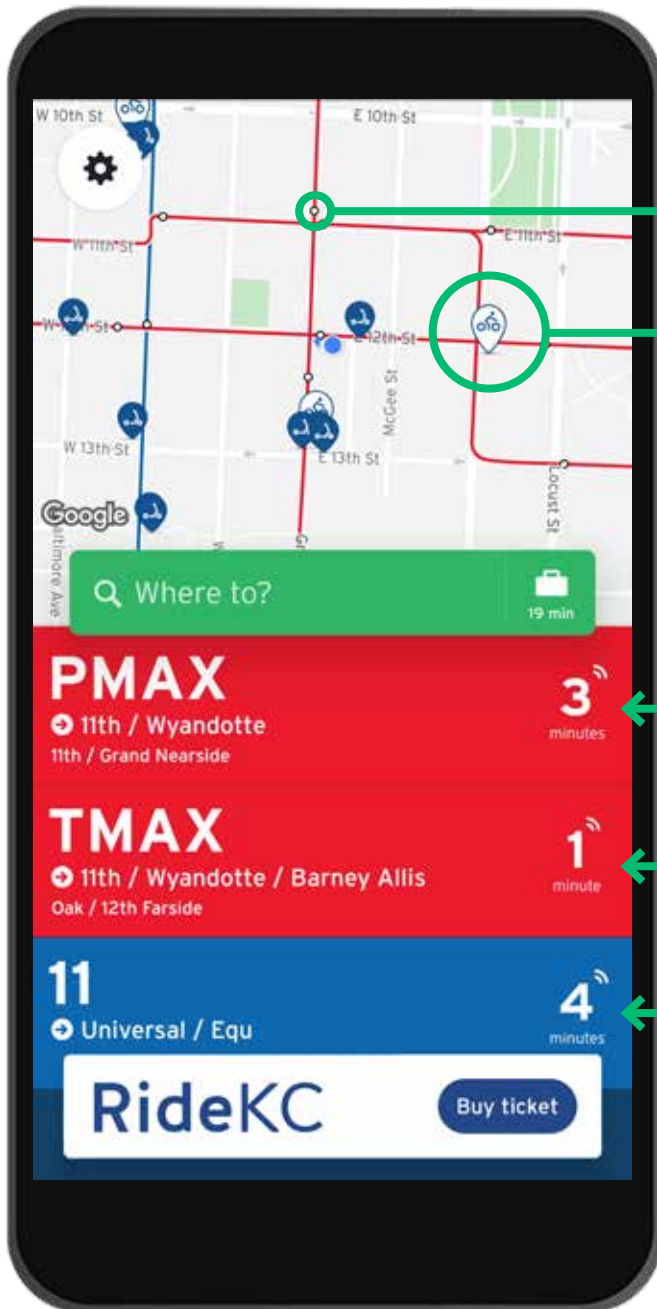 W 10th St
E 10th St
W 11th St
E 11th St
E 12th St
McGee St
W 13th St
E 13th St
Locust St
Google
Where to?
19 min
PMAX
11th / Wyandotte
11th / Grand Nearside
3
minutes
TMAX
11th / Wyandotte / Barney Allis
Oak / 12th Farside
1
minute
11
Universal / Equ
4
minutes
RideKC
Buy ticket